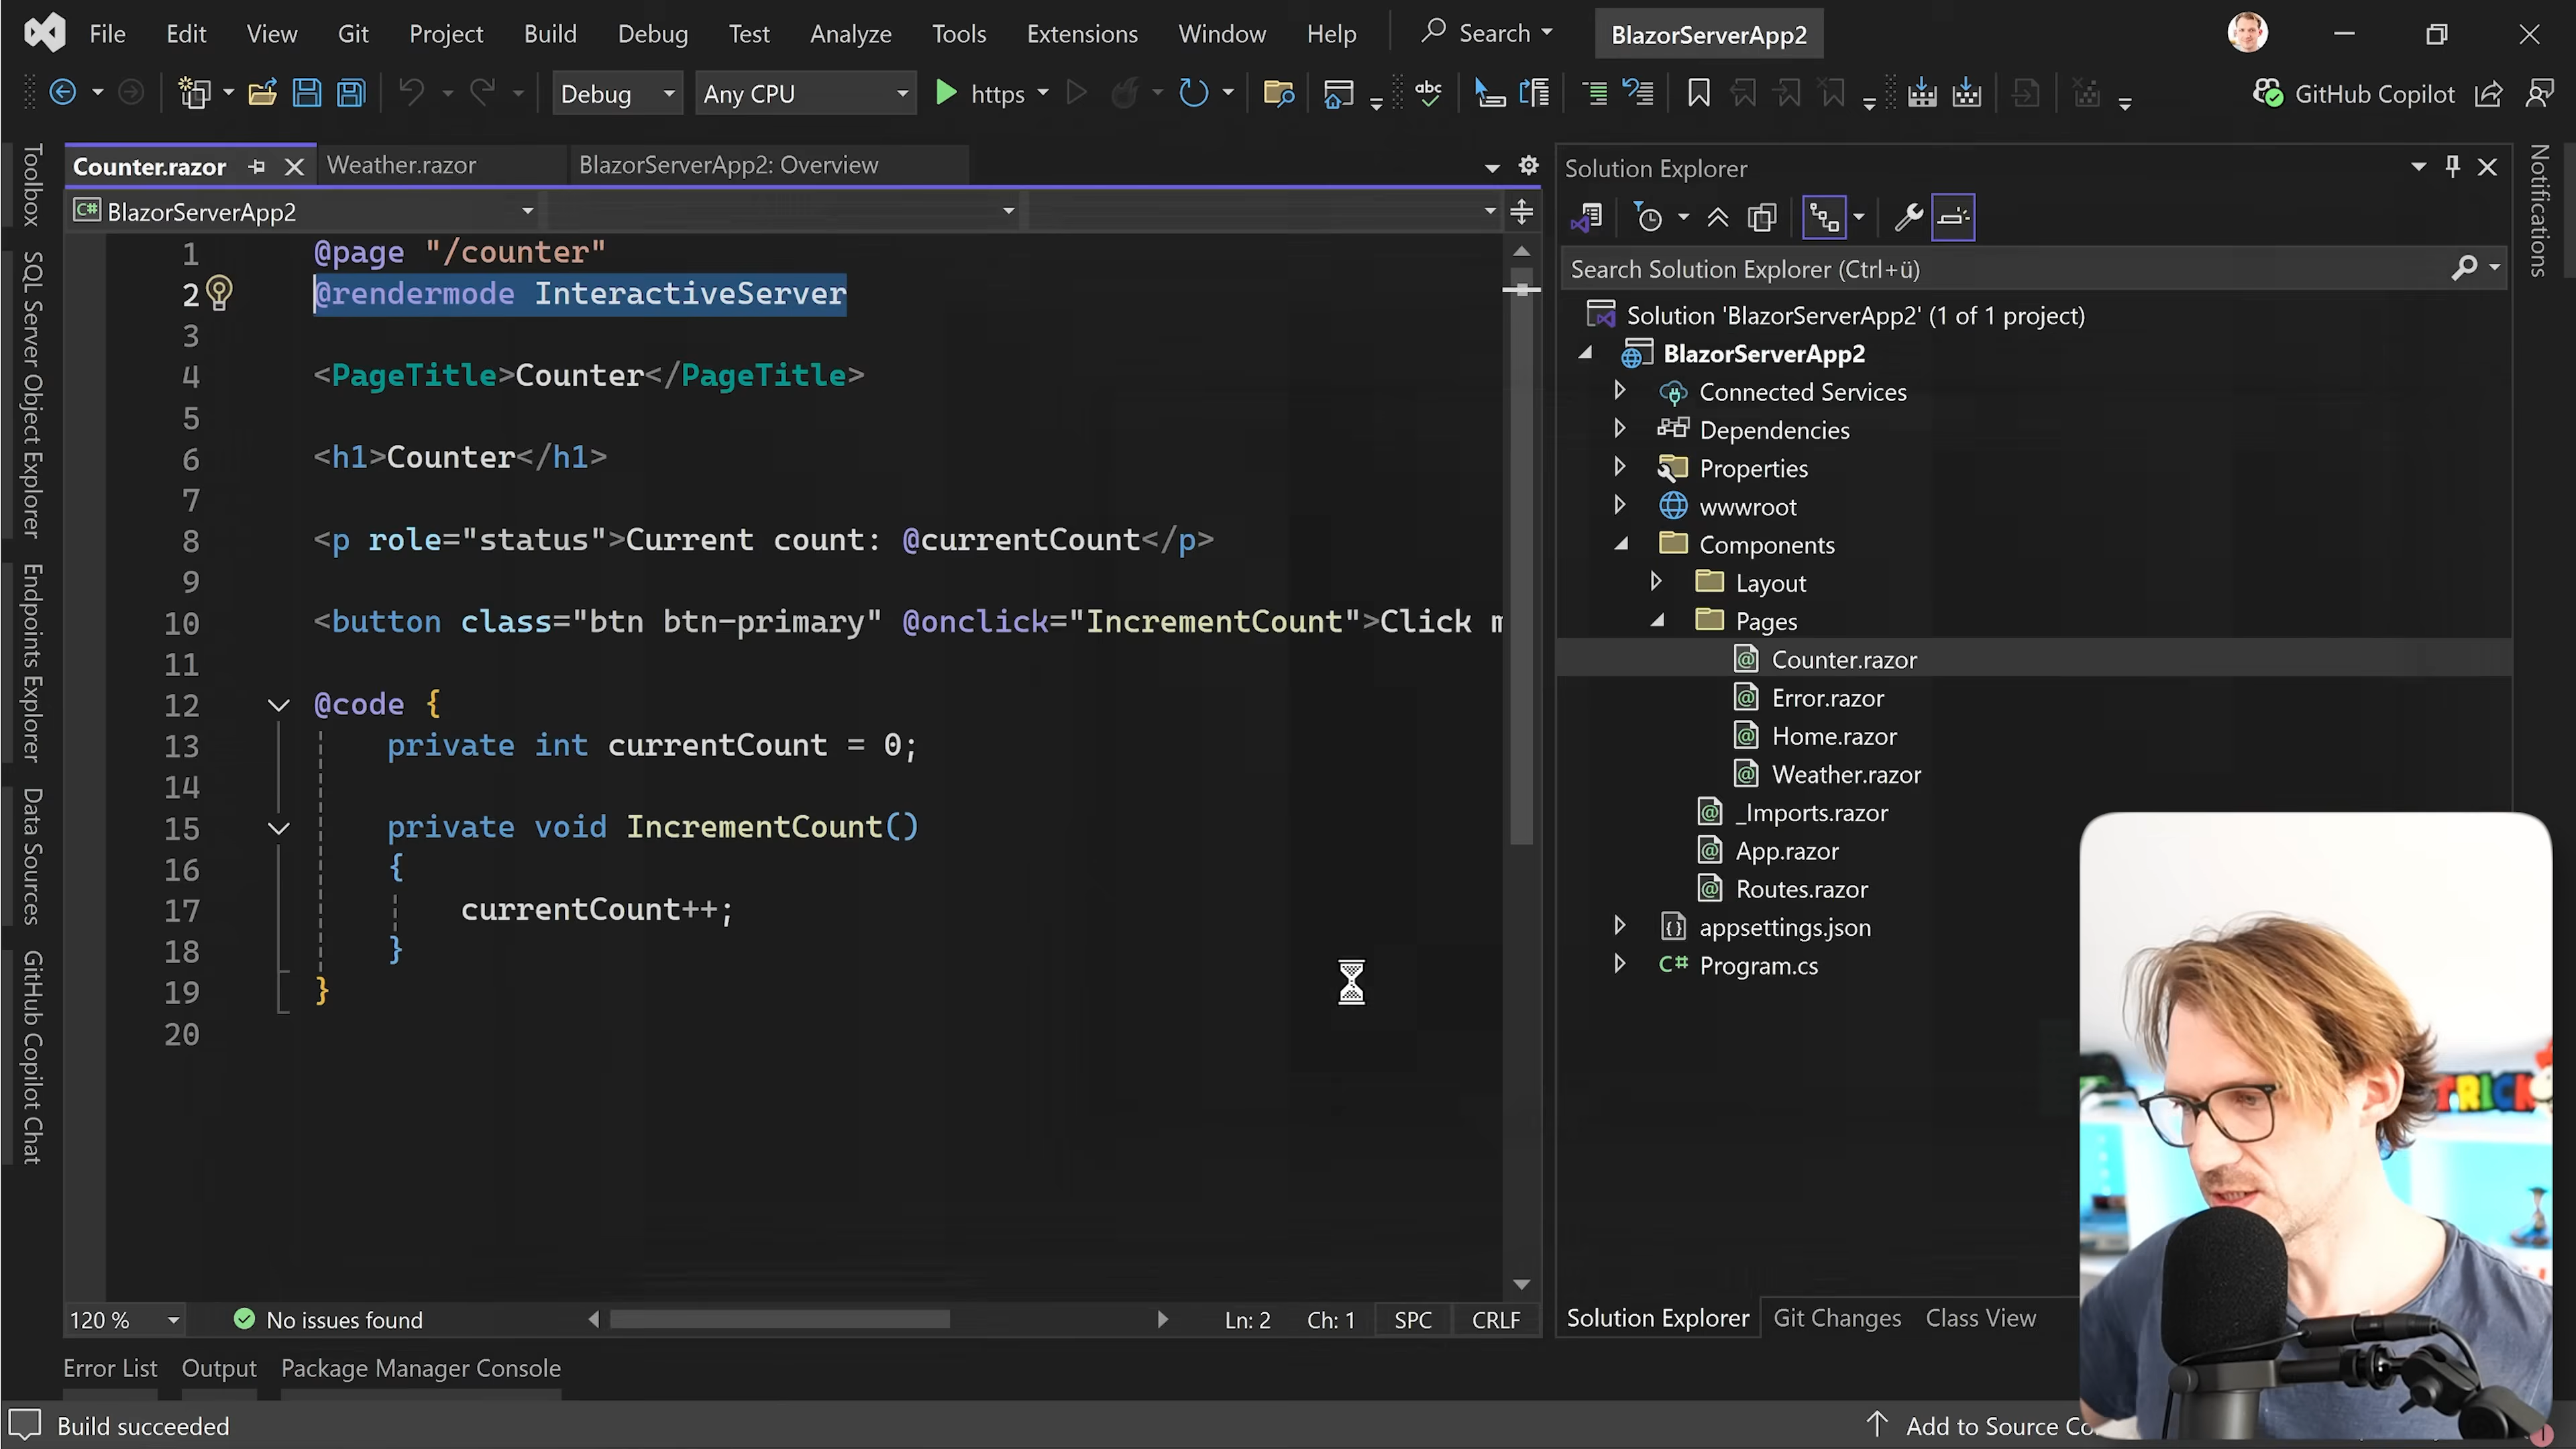 File Edit View Git Project Build Debug Test Analyze Tools Extensions Window Help Search BlazorServerApp2
Debug Any CPU https abc GitHub Copilot
Toolbox
SQL Server Object Explorer
Endpoints Explorer
Data Sources
GitHub Copilot Chat
Counter.razor Weather.razor BlazorServerApp2: Overview
C# BlazorServerApp2
1 @page "/counter"
2 @rendermode InteractiveServer
3
4 <PageTitle>Counter</PageTitle>
5
6 <h1>Counter</h1>
7
8 <p role="status">Current count: @currentCount</p>
9
10 <button class="btn btn-primary" @onclick="IncrementCount">Click m
11
12 @code {
13 private int currentCount = 0;
14
15 private void IncrementCount()
16 {
17 currentCount++;
18 }
19 }
20
120 % No issues found Ln: 2 Ch: 1 SPC CRLF
Error List Output Package Manager Console
Build succeeded
Solution Explorer
Search Solution Explorer (Ctrl+ü)
Solution 'BlazorServerApp2' (1 of 1 project)
BlazorServerApp2
Connected Services
Dependencies
Properties
wwwroot
Components
Layout
Pages
Counter.razor
Error.razor
Home.razor
Weather.razor
_Imports.razor
App.razor
Routes.razor
appsettings.json
C# Program.cs
Solution Explorer Git Changes Class View
Add to Source Co
Notifications
TRICK